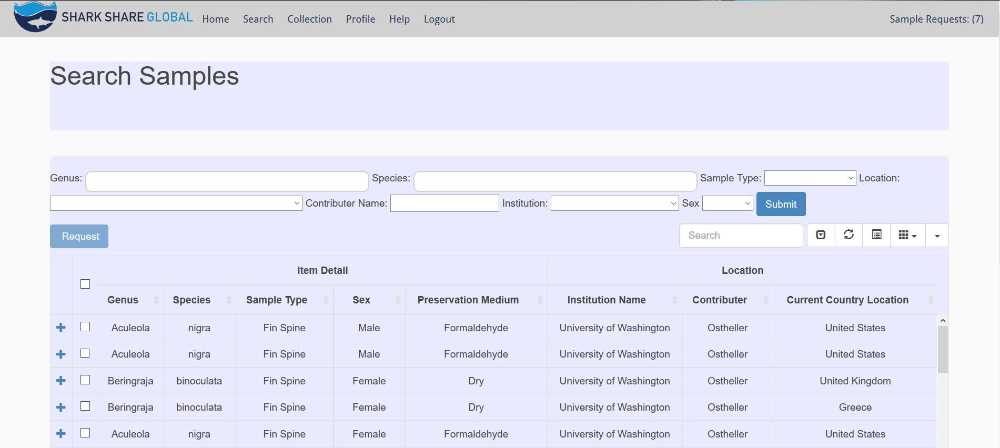 SHARK SHARE GLOBAL Home Search Collection Profile Help Logout Sample Requests: (7)
Search Samples
Genus: Species: Sample Type: Location:
Contributer Name: Institution: Sex Submit
Request Search
Item Detail Location
Genus Species Sample Type Sex Preservation Medium Institution Name Contributer Current Country Location
Aculeola nigra Fin Spine Male Formaldehyde University of Washington Ostheller United States
Aculeola nigra Fin Spine Male Formaldehyde University of Washington Ostheller United States
Beringraja binoculata Fin Spine Female Dry University of Washington Ostheller United Kingdom
Beringraja binoculata Fin Spine Female Dry University of Washington Ostheller Greece
Aculeola nigra Fin Spine Female Formaldehyde University of Washington Ostheller United States